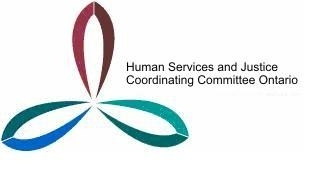 Human Services and Justice
Coordinating Committee Ontario